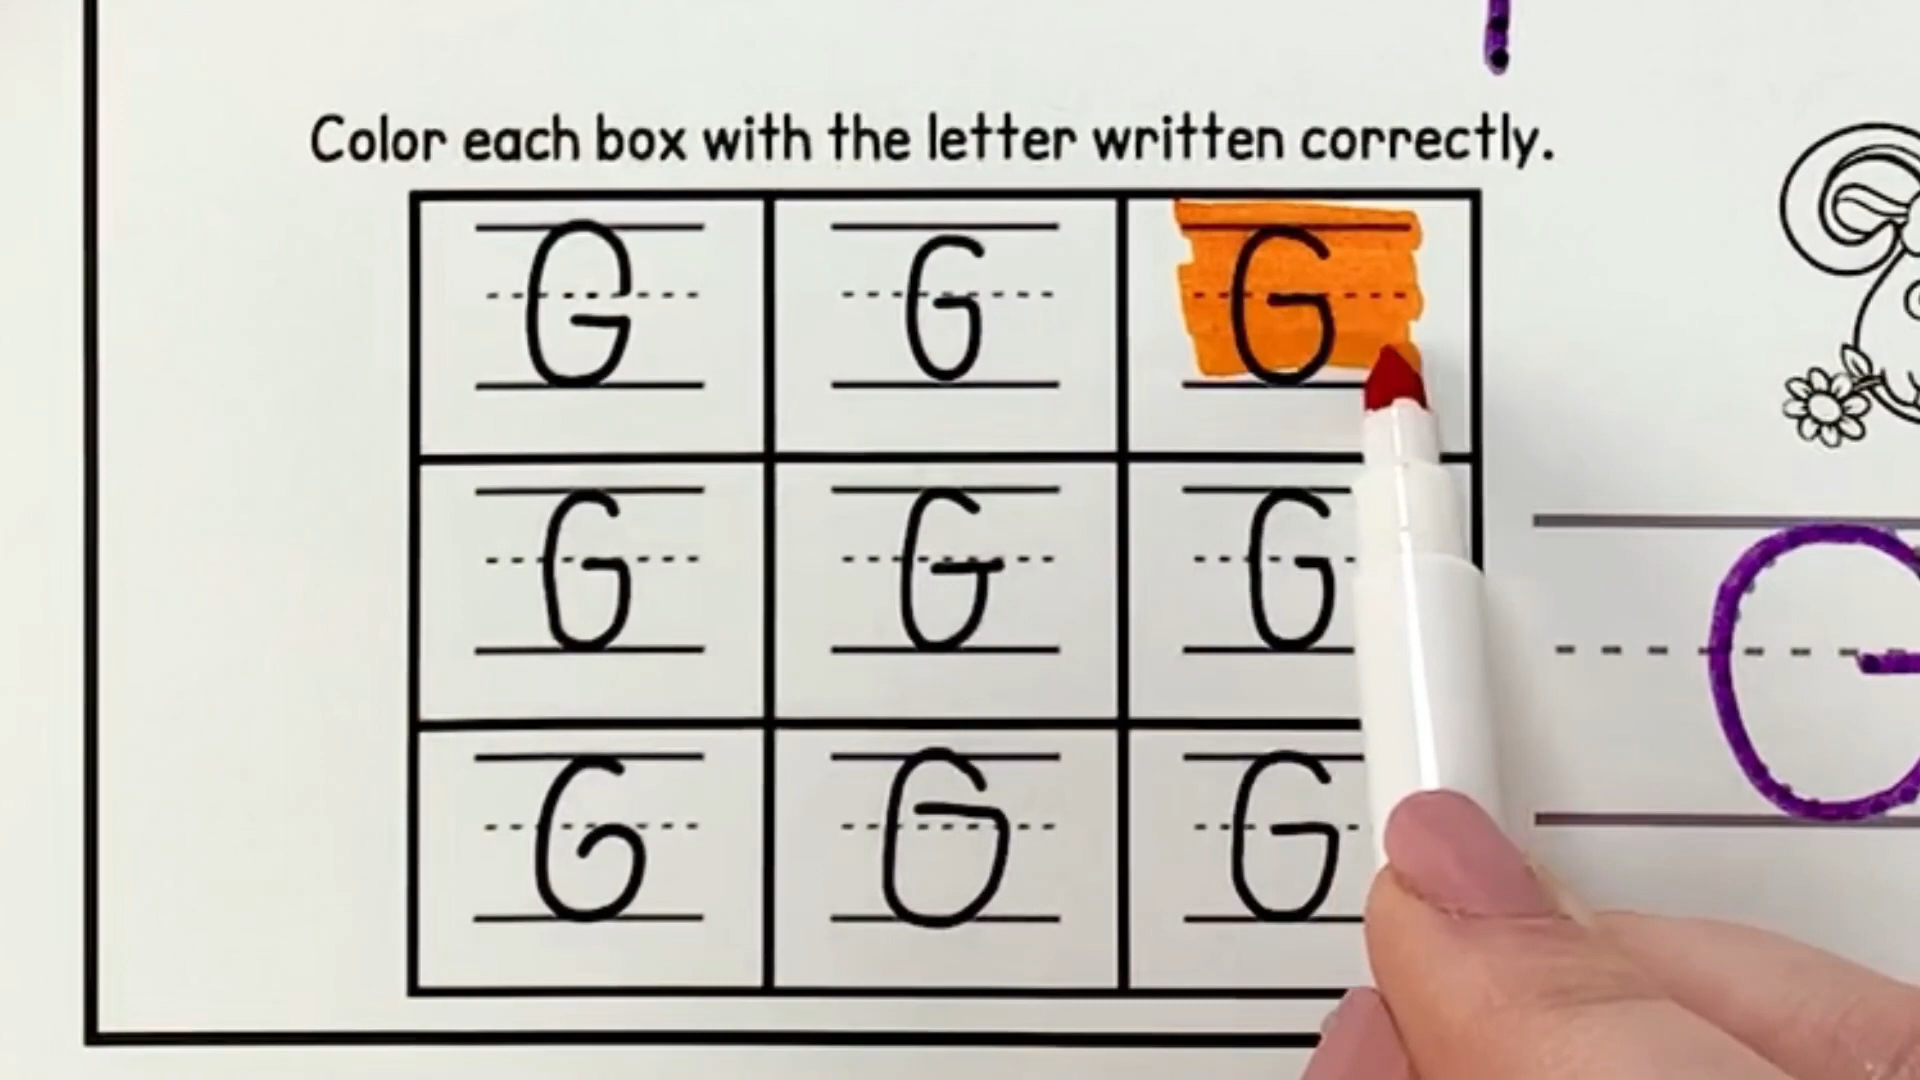 Color each box with the letter written correctly.
G G G
G G G
G G G
G